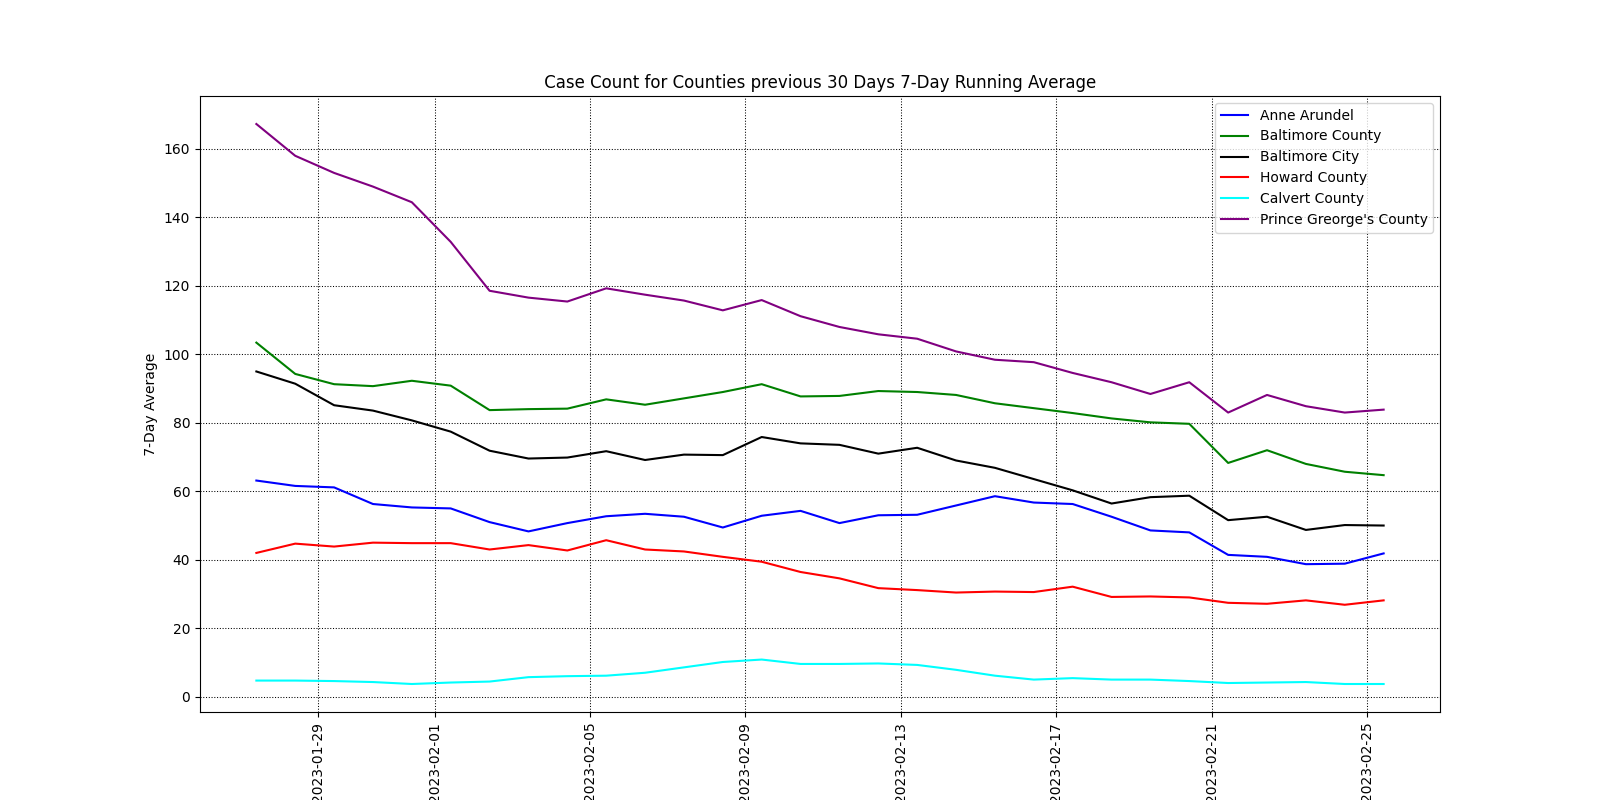 Case Count for Counties previous 30 Days 7-Day Running Average
Anne Arundel
Baltimore County
Baltimore City
Howard County
Calvert County
Prince Greorge's County
7-Day Average
160
140
120
100
80
60
40
20
0
2023-01-29
2023-02-01
2023-02-05
2023-02-09
2023-02-13
2023-02-17
2023-02-21
2023-02-25